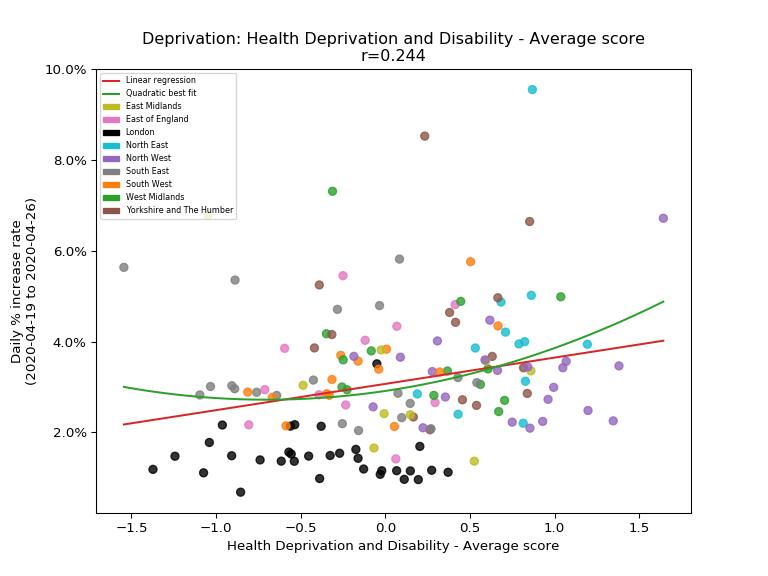 Deprivation: Health Deprivation and Disability - Average score
r=0.244
10.0%
8.0%
6.0%
4.0%
2.0%
Daily % increase rate
(2020-04-19 to 2020-04-26)
Linear regression
Quadratic best fit
East Midlands
East of England
London
North East
North West
South East
South West
West Midlands
Yorkshire and The Humber
−1.5 −1.0 −0.5 0.0 0.5 1.0 1.5
Health Deprivation and Disability - Average score